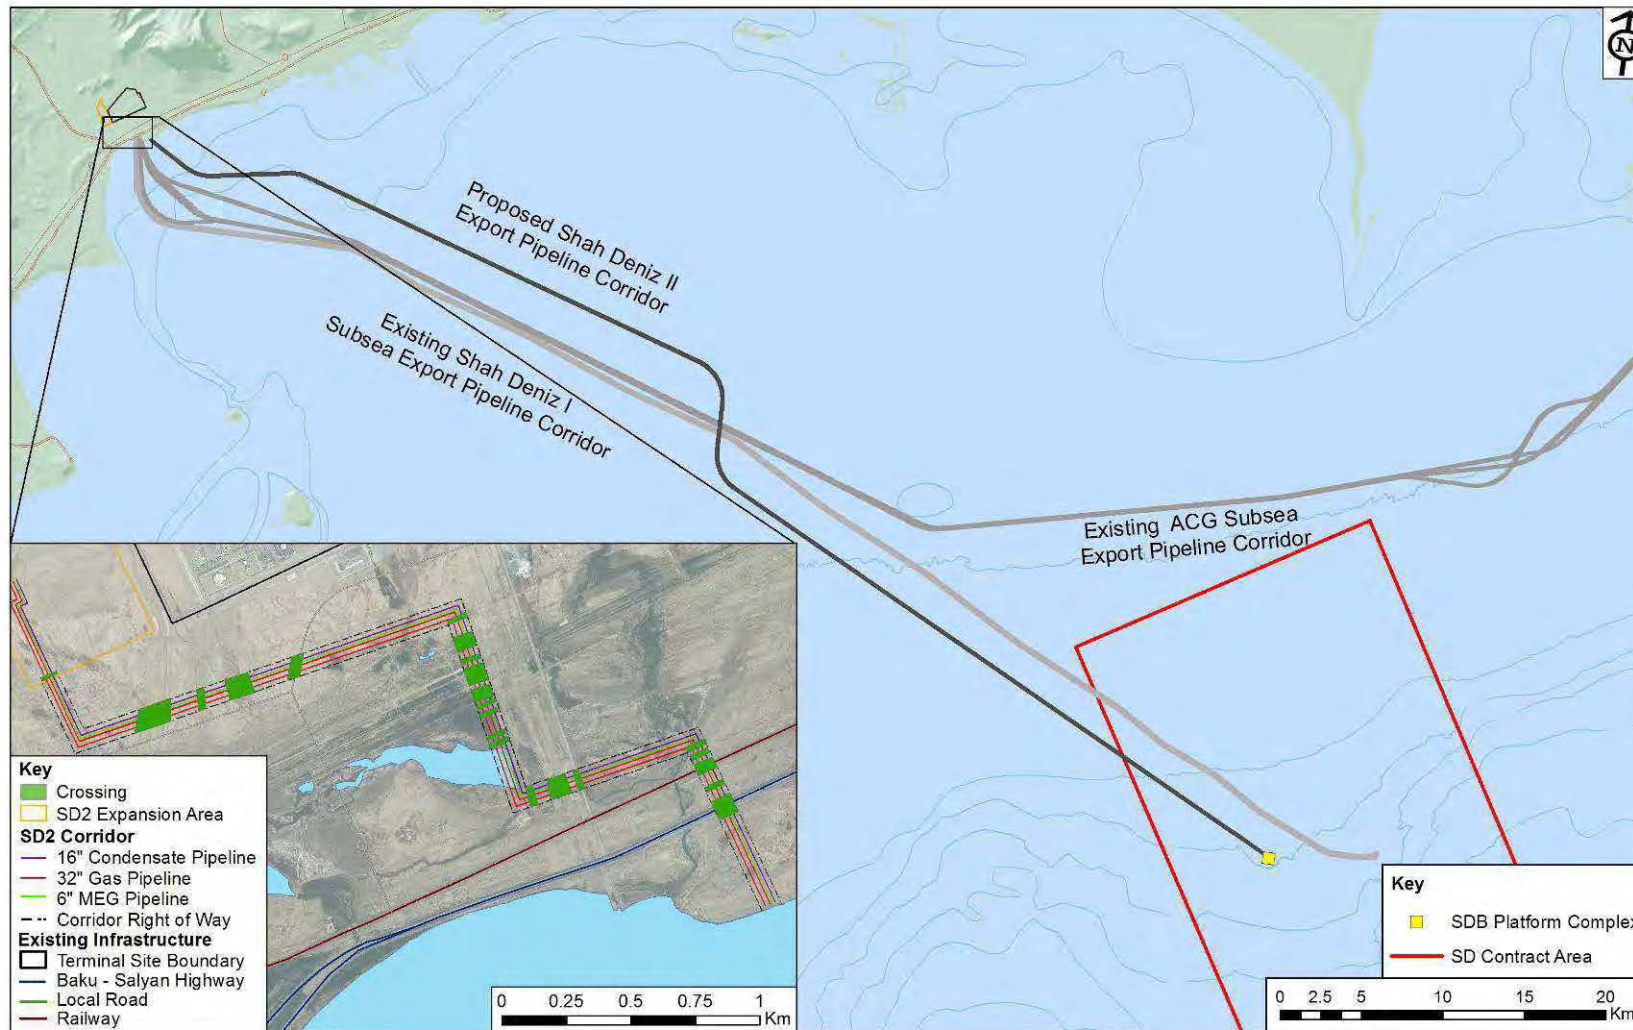 N
Proposed Shah Deniz II
Export Pipeline Corridor
Existing Shah Deniz I
Subsea Export Pipeline Corridor
Existing ACG Subsea
Export Pipeline Corridor
Key
Crossing
SD2 Expansion Area
SD2 Corridor
16" Condensate Pipeline
32" Gas Pipeline
6" MEG Pipeline
Corridor Right of Way
Existing Infrastructure
Terminal Site Boundary
Baku - Salyan Highway
Local Road
Railway
0 0.25 0.5 0.75 1
Km
Key
SDB Platform Complex
SD Contract Area
0 2.5 5 10 15 20
Km